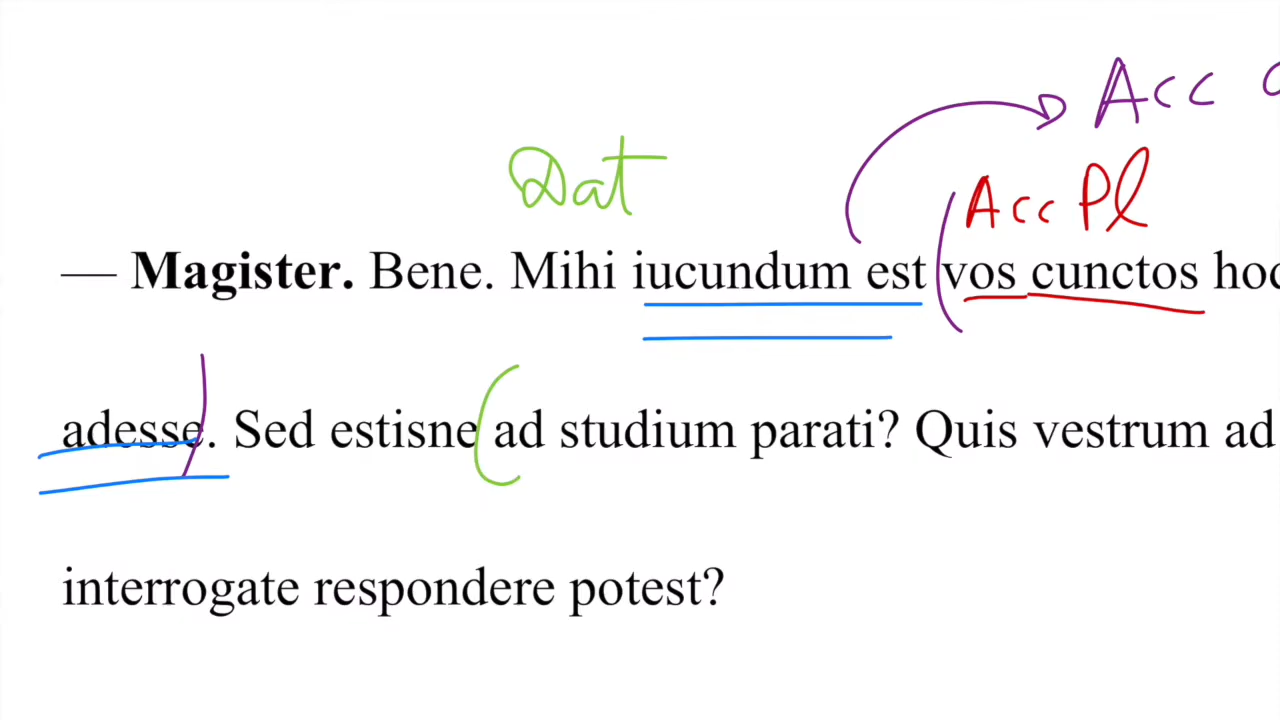 Acc
Dat
Acc Pl
— Magister. Bene. Mihi iucundum est vos cunctos
adesse. Sed estisne ad studium parati? Quis vestrum ad
interrogate respondere potest?